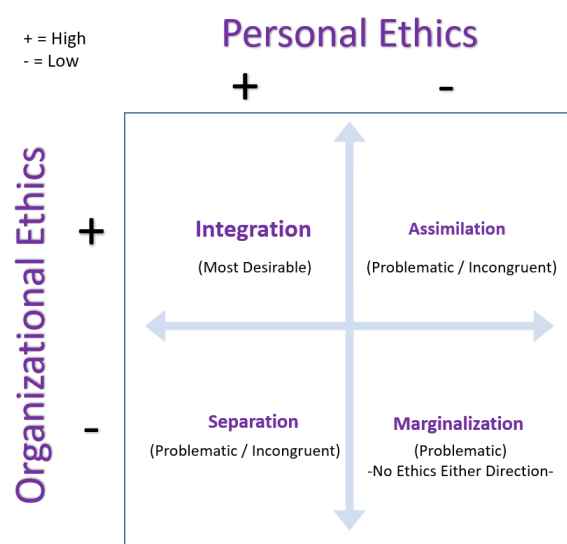 Personal Ethics
+ = High
- = Low
+ -
Organizational Ethics
+
Integration
(Most Desirable)
Assimilation
(Problematic / Incongruent)
-
Separation
(Problematic / Incongruent)
Marginalization
(Problematic)
-No Ethics Either Direction-